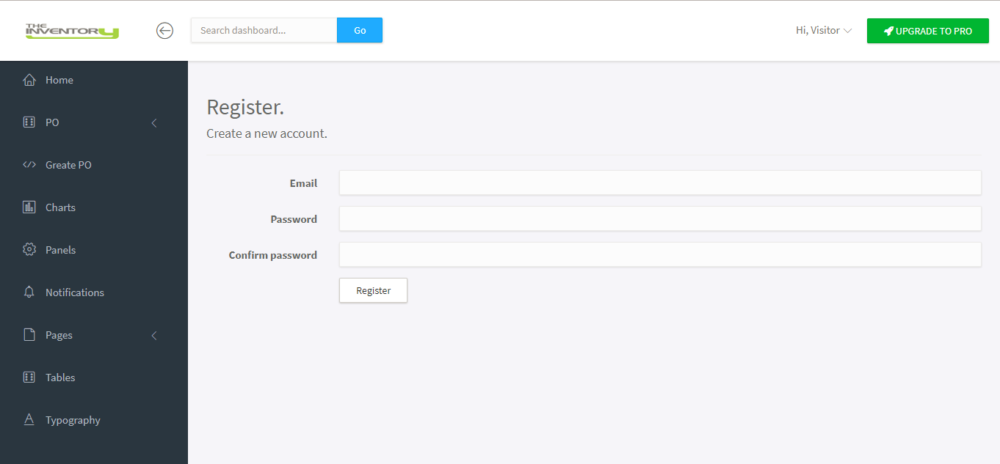 THE
INVENTORY
Search dashboard...
Go
Hi, Visitor
UPGRADE TO PRO
Home
PO
Greate PO
Charts
Panels
Notifications
Pages
Tables
Typography
Register.
Create a new account.
Email
Password
Confirm password
Register